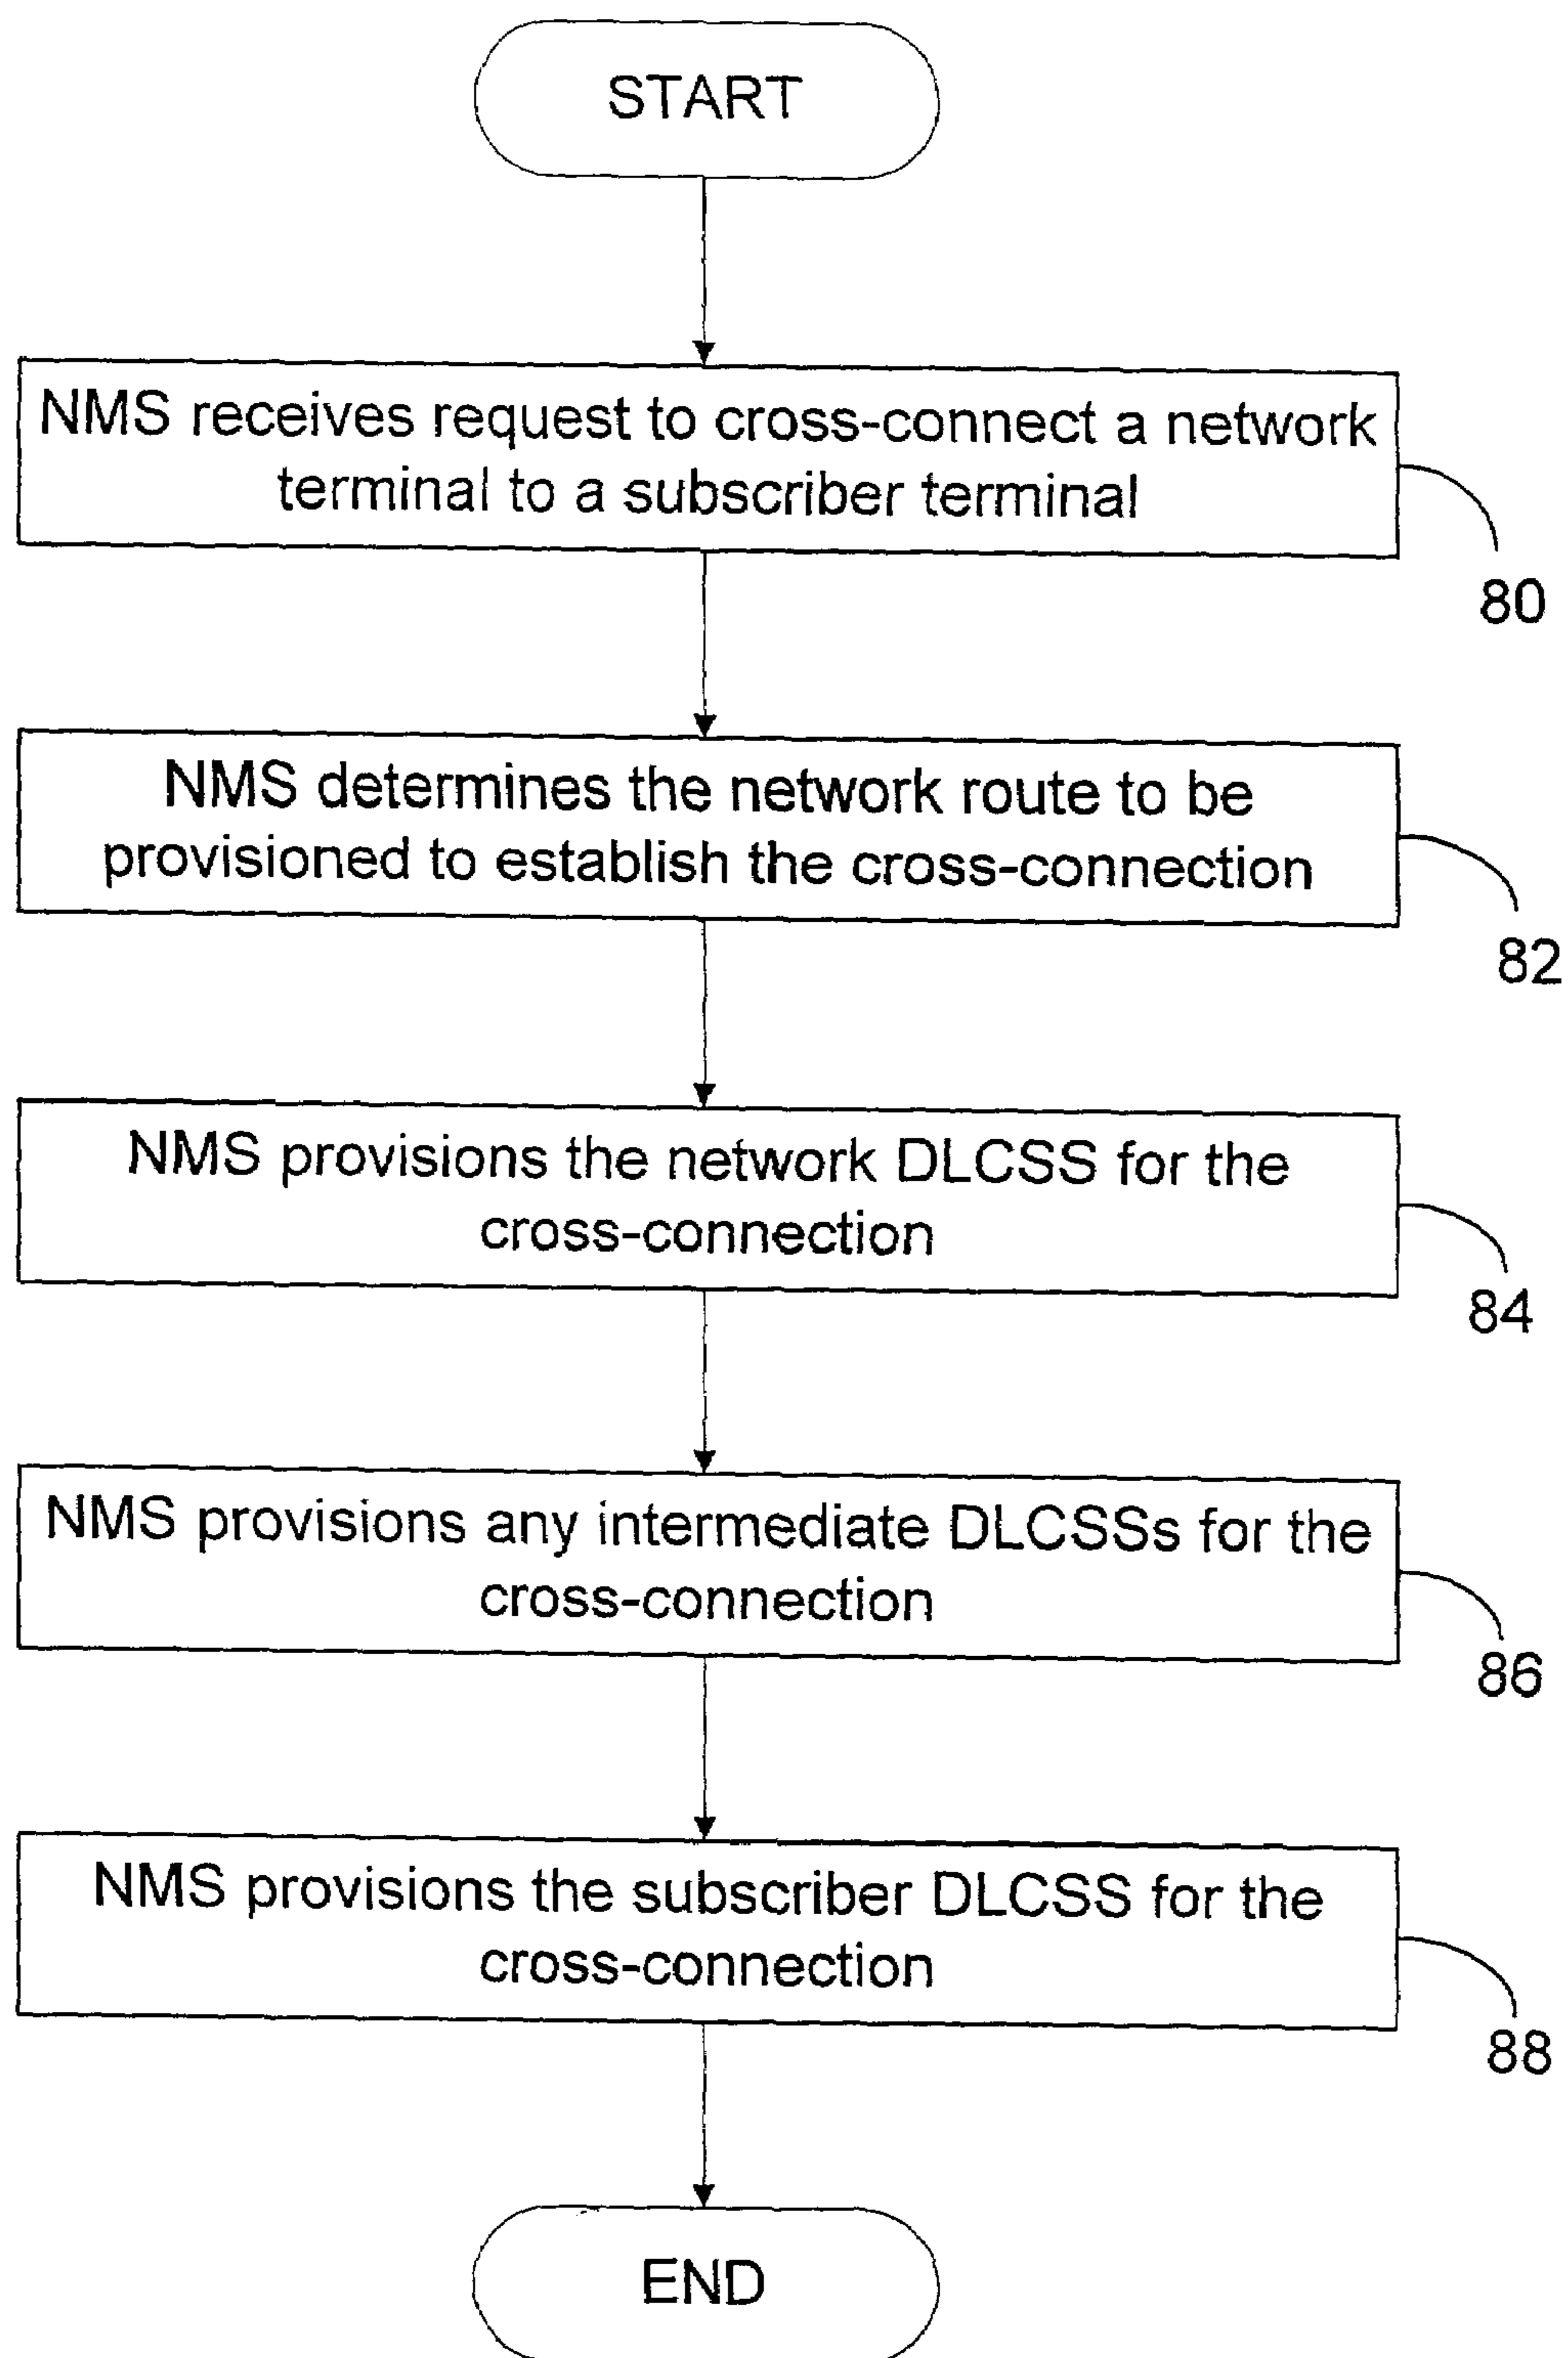 START
NMS receives request to cross-connect a network
terminal to a subscriber terminal
80
NMS determines the network route to be
provisioned to establish the cross-connection
82
NMS provisions the network DLCSS for the
cross-connection
84
NMS provisions any intermediate DLCSSs for the
cross-connection
86
NMS provisions the subscriber DLCSS for the
cross-connection
88
END